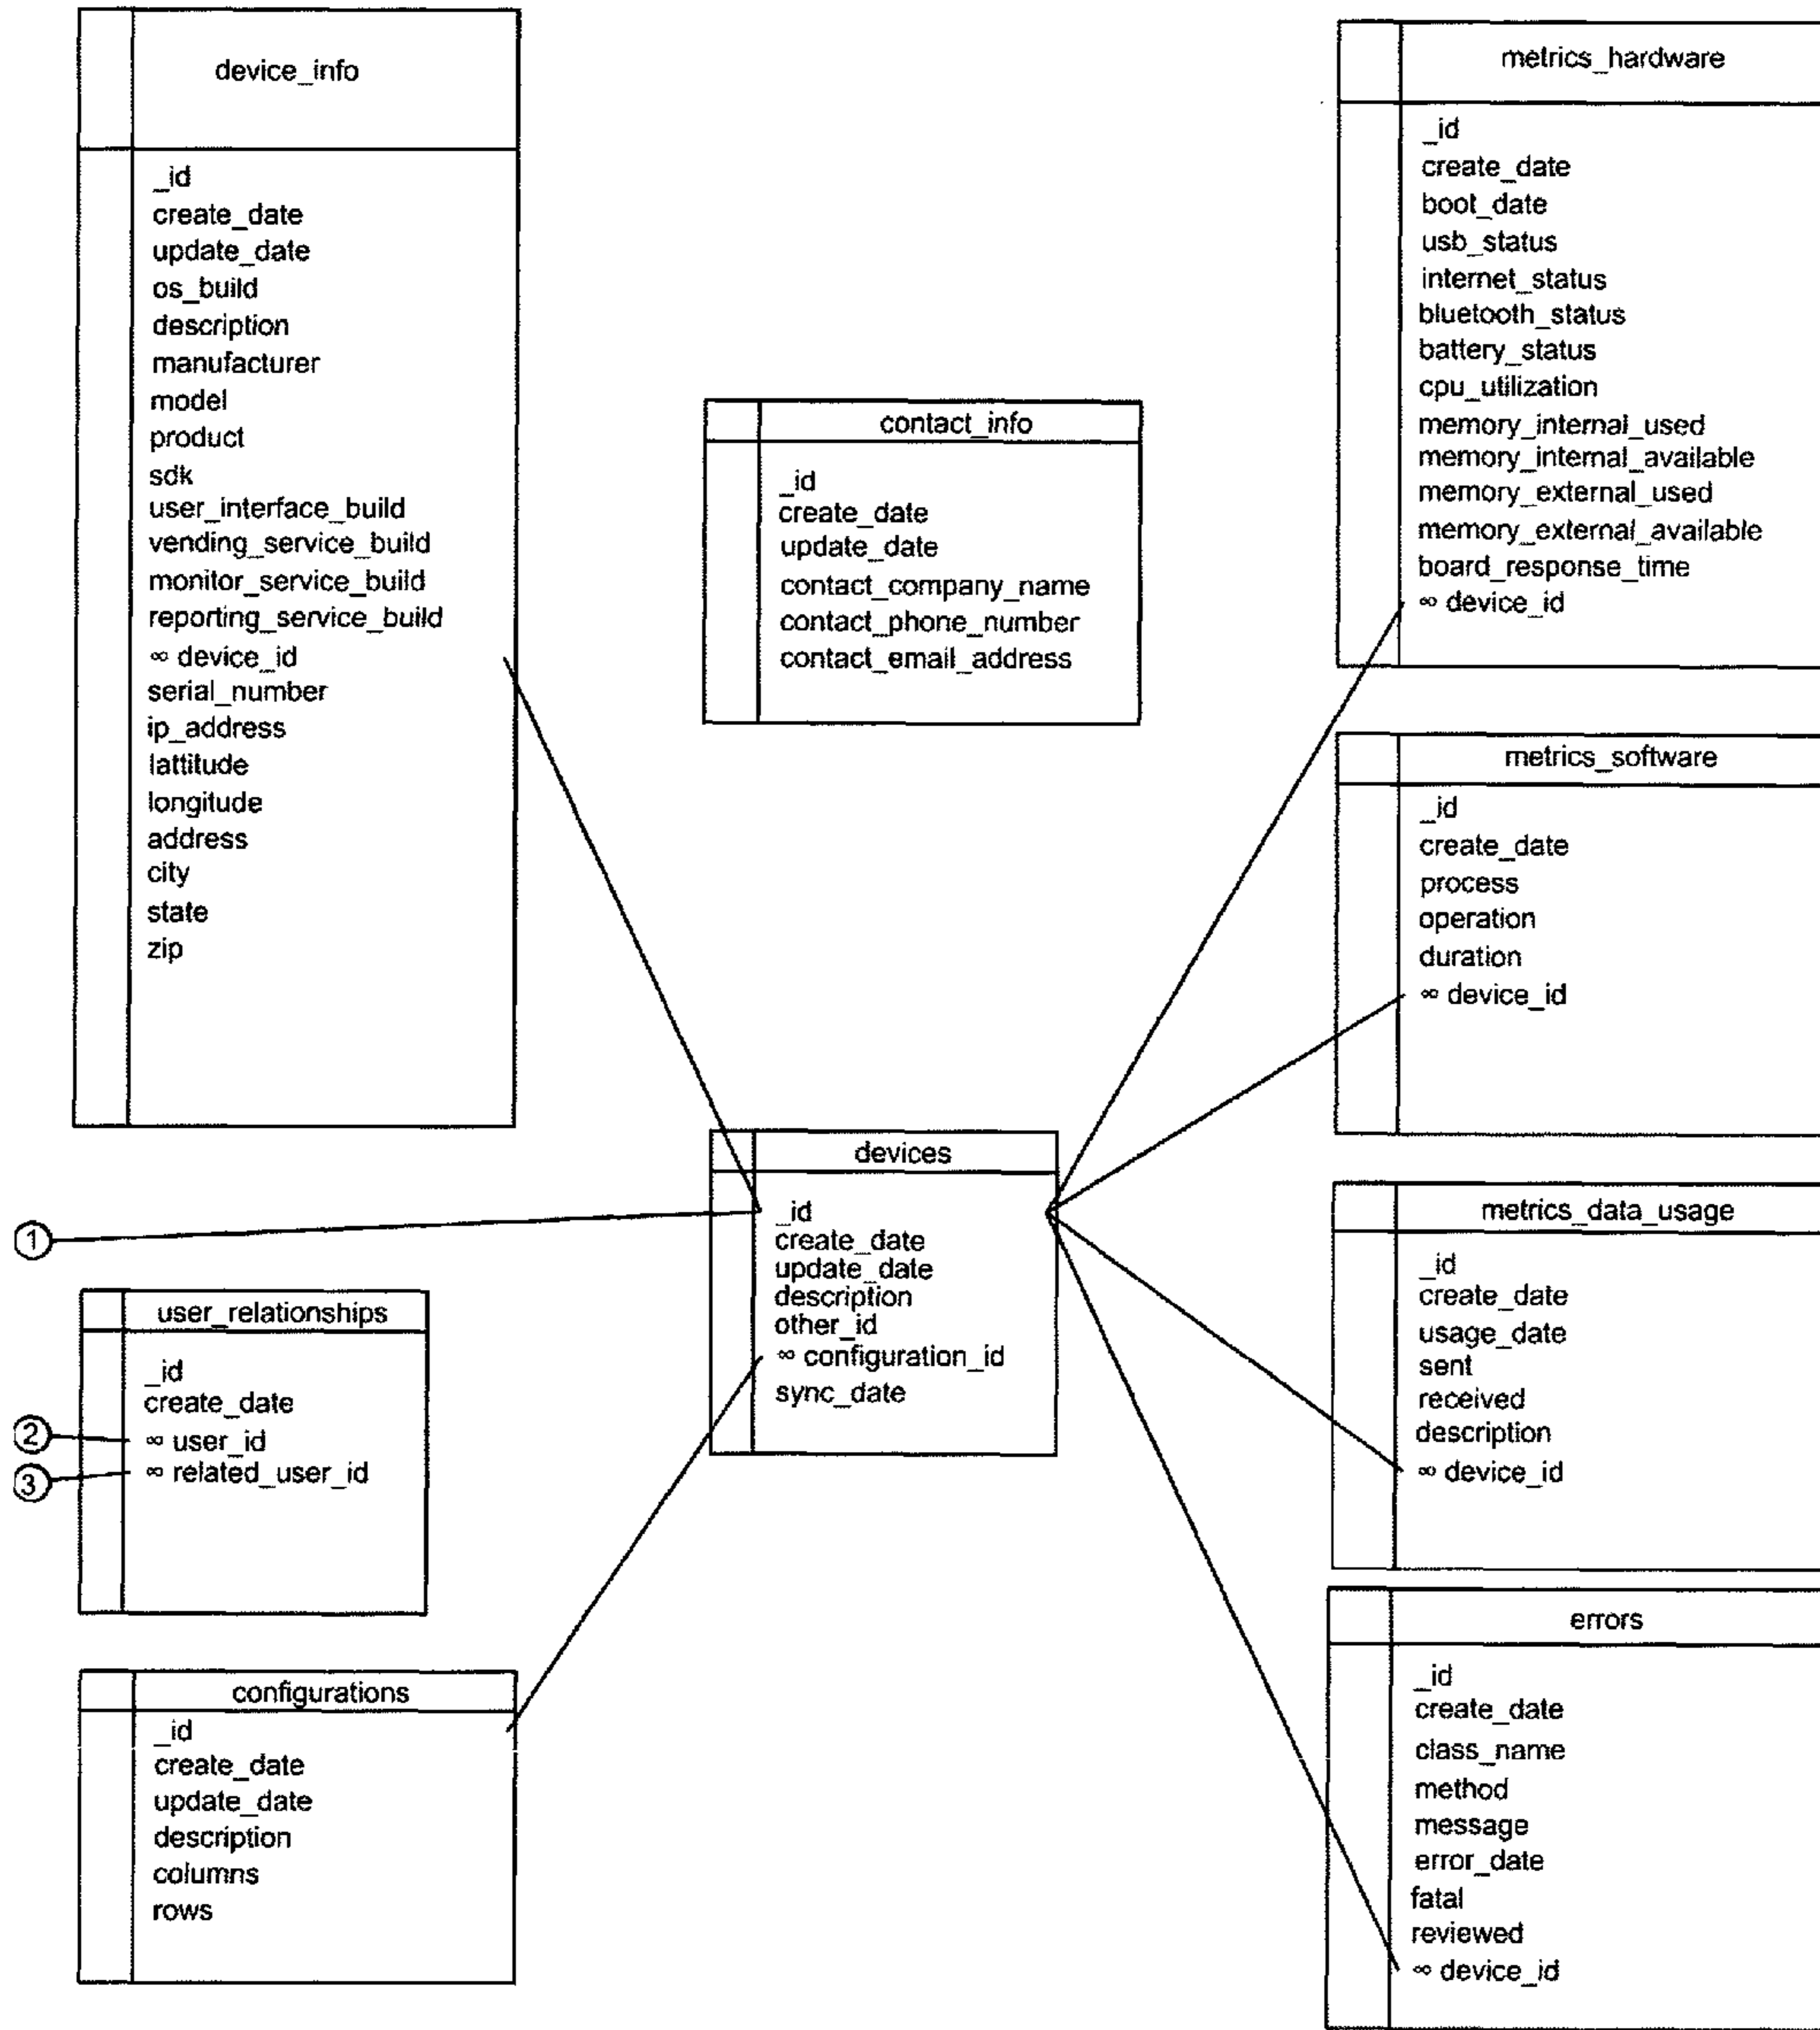 device_info
_id
create_date
update_date
os_build
description
manufacturer
model
product
sdk
user_interface_build
vending_service_build
monitor_service_build
reporting_service_build
∞ device_id
serial_number
ip_address
lattitude
longitude
address
city
state
zip
contact_info
_id
create_date
update_date
contact_company_name
contact_phone_number
contact_email_address
metrics_hardware
_id
create_date
boot_date
usb_status
internet_status
bluetooth_status
battery_status
cpu_utilization
memory_internal_used
memory_internal_available
memory_external_used
memory_external_available
board_response_time
∞ device_id
metrics_software
_id
create_date
process
operation
duration
∞ device_id
devices
_id
create_date
update_date
description
other_id
∞ configuration_id
sync_date
1
user_relationships
_id
create_date
2
∞ user_id
3
∞ related_user_id
metrics_data_usage
_id
create_date
usage_date
sent
received
description
∞ device_id
configurations
_id
create_date
update_date
description
columns
rows
errors
_id
create_date
class_name
method
message
error_date
fatal
reviewed
∞ device_id